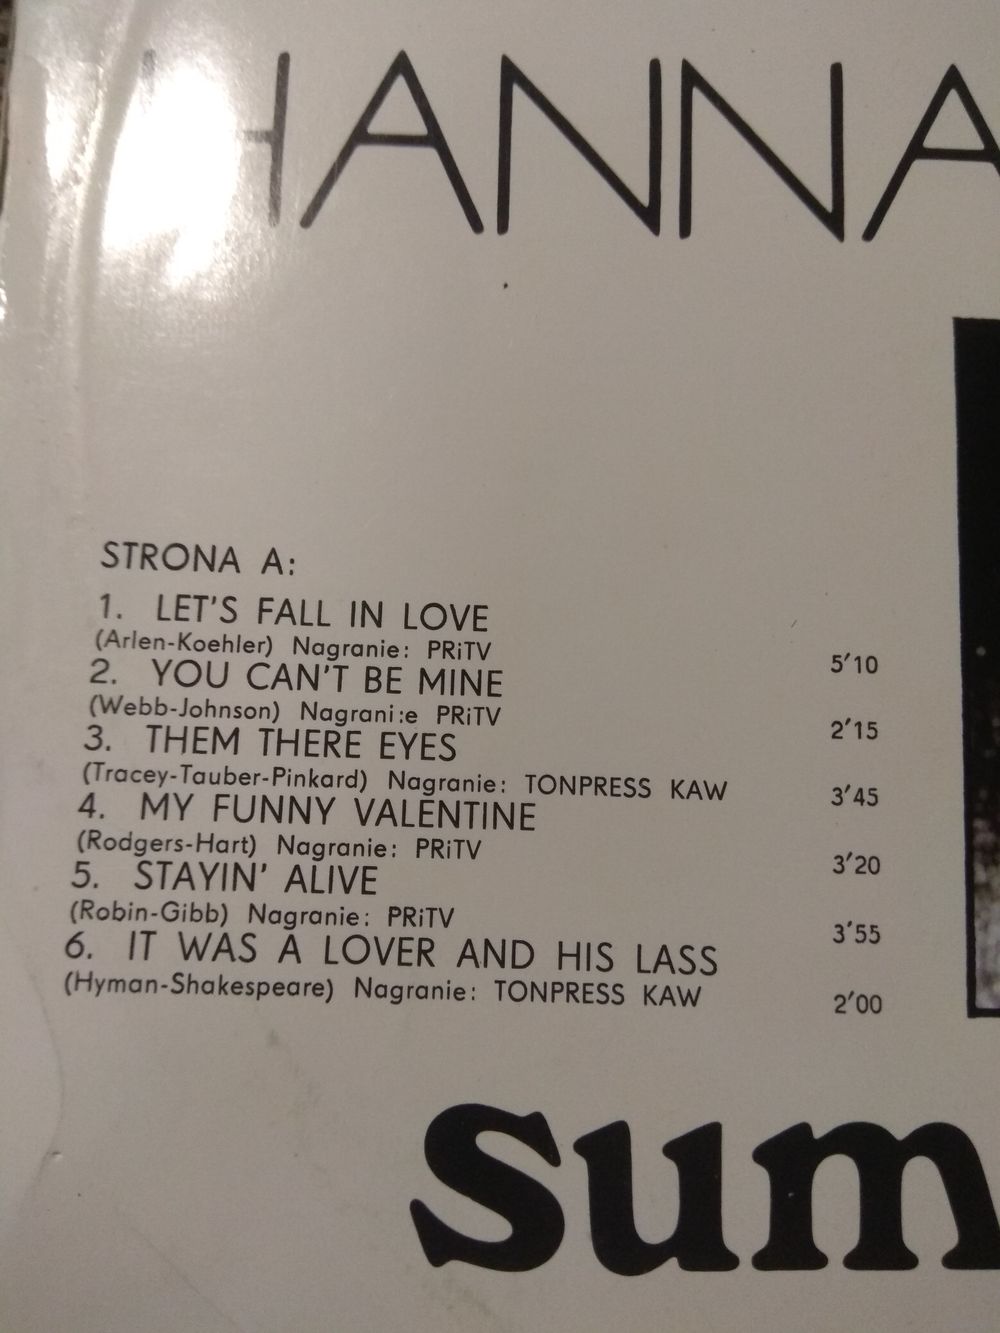 HANNA
STRONA A:
1. LET'S FALL IN LOVE
(Arlen-Koehler) Nagranie: PRiTV 5'10
2. YOU CAN'T BE MINE
(Webb-Johnson) Nagrani:e PRiTV 2'15
3. THEM THERE EYES
(Tracey-Tauber-Pinkard) Nagranie: TONPRESS KAW 3'45
4. MY FUNNY VALENTINE
(Rodgers-Hart) Nagranie: PRiTV 3'20
5. STAYIN' ALIVE
(Robin-Gibb) Nagranie: PRiTV 3'55
6. IT WAS A LOVER AND HIS LASS
(Hyman-Shakespeare) Nagranie: TONPRESS KAW 2'00
sum